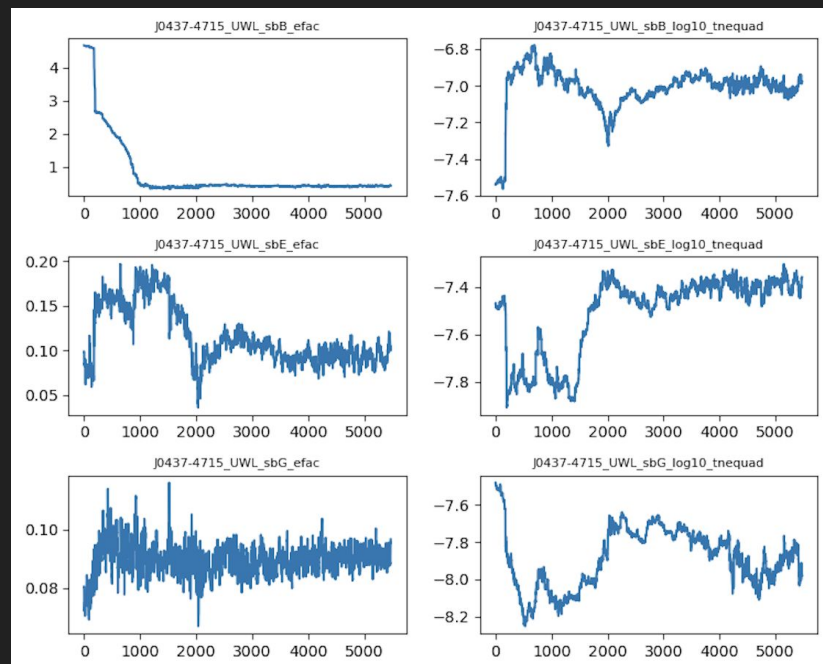 J0437-4715_UWL_sbB_efac
J0437-4715_UWL_sbB_log10_tnequad
4
3
2
1
0 1000 2000 3000 4000 5000
−6.8
−7.0
−7.2
−7.4
−7.6
0 1000 2000 3000 4000 5000
J0437-4715_UWL_sbE_efac
J0437-4715_UWL_sbE_log10_tnequad
0.20
0.15
0.10
0.05
0 1000 2000 3000 4000 5000
−7.4
−7.6
−7.8
0 1000 2000 3000 4000 5000
J0437-4715_UWL_sbG_efac
J0437-4715_UWL_sbG_log10_tnequad
0.10
0.08
0 1000 2000 3000 4000 5000
−7.6
−7.8
−8.0
−8.2
0 1000 2000 3000 4000 5000